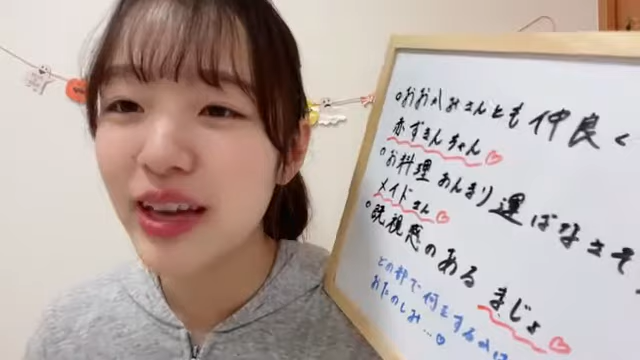 おおかみさんとも仲良く
赤ずきんちゃん
お料理あんまり運ばなさそ
メイドさん
既視感のある
まじょ
どの部で何をするのは
おたのしみ…